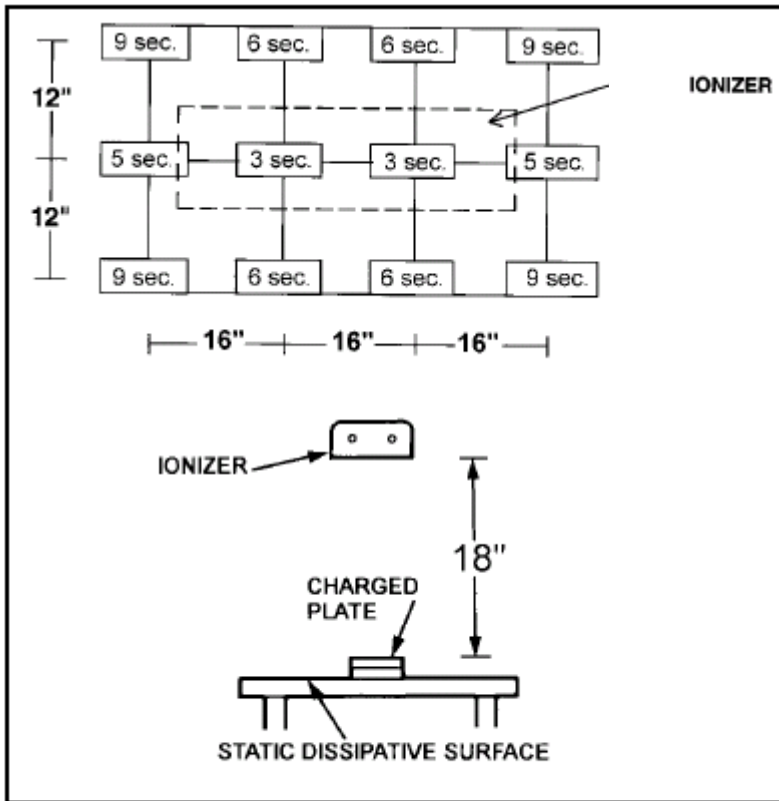 9 sec. 6 sec. 6 sec. 9 sec.
12"
IONIZER
5 sec. 3 sec. 3 sec. 5 sec.
12"
9 sec. 6 sec. 6 sec. 9 sec.
16" 16" 16"
IONIZER
18"
CHARGED
PLATE
STATIC DISSIPATIVE SURFACE